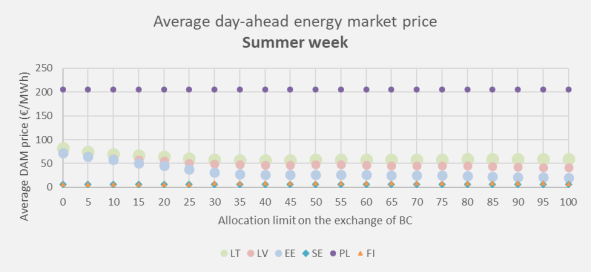 Average day-ahead energy market price
Summer week
Average DAM price (€/MWh)
250
200
150
100
50
0
0 5 10 15 20 25 30 35 40 45 50 55 60 65 70 75 80 85 90 95 100
Allocation limit on the exchange of BC
LT LV EE SE PL FI